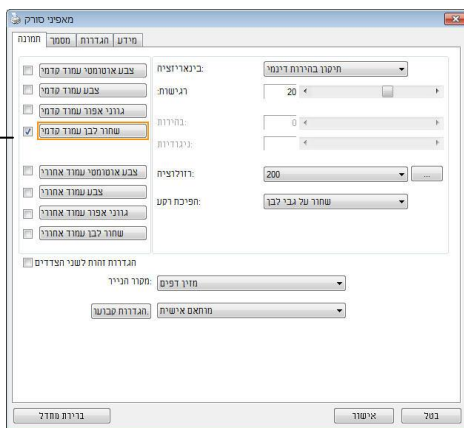 מאפיני סורק
תמונה מסמך הגדרות מידע
צבע אוטומטי עמוד קדמי
צבע עמוד קדמי
גווני אפור עמוד קדמי
שחור לבן עמוד קדמי
צבע אוטומטי עמוד אחורי
צבע עמוד אחורי
גווני אפור עמוד אחורי
שחור לבן עמוד אחורי
בינאריזציה:
תיקון בהירות דינמי
רגישות:
20
בהירות:
0
ניגודיות:
רזולוציה:
200
...
הפיכת רקע:
שחור על גבי לבן
הגדרות זהות לשני הצדדים
מקור הנייר:
מזין דפים
הגדרות קבועו.
מותאם אישית
ברירת מחדל
אישור
בטל